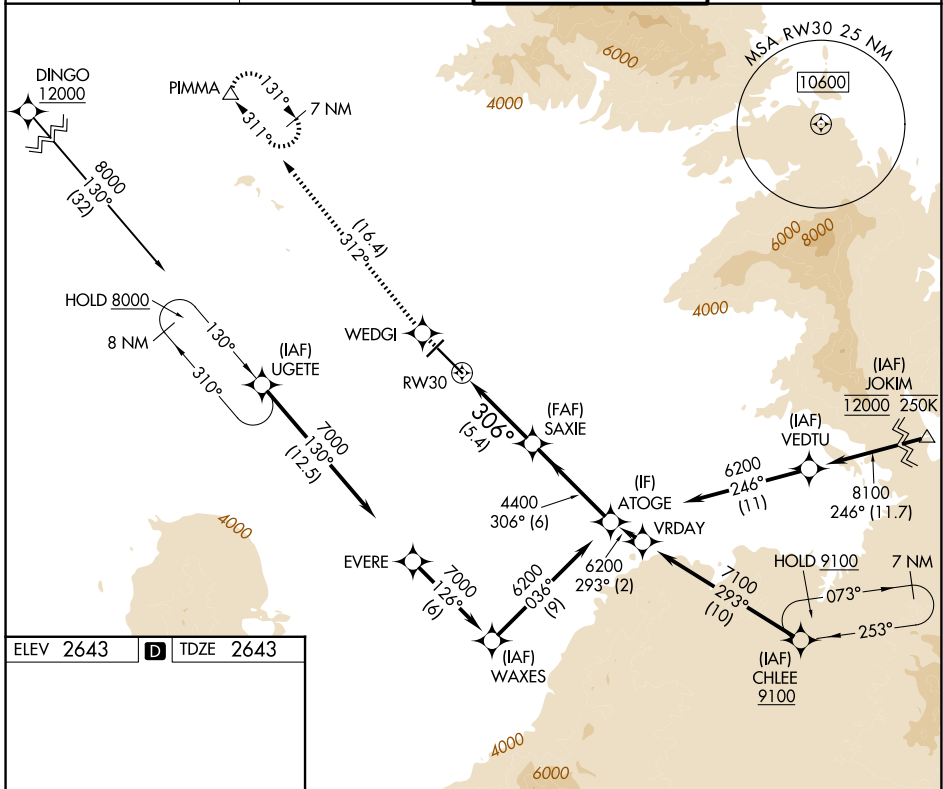 DINGO
12000
8000
130°
(32)
PIMMA
131°
311°
7 NM
6000
4000
MSA RW30 25 NM
10600
(16.4)
312°
6000
8000
4000
HOLD 8000
8 NM
130°
310°
(IAF)
UGETE
WEDGI
RW30
306°
(5.4)
(FAF)
SAXIE
(IAF)
JOKIM
12000 250K
(IAF)
VEDTU
7000
130°
(12.5)
6200
246°
(11)
8100
246° (11.7)
(IF)
ATOGE
4400
306° (6)
VRDAY
4000
EVERE
7000
126°
(6)
6200
036°
(9)
6200
293° (2)
7100
293°
(10)
HOLD 9100
7 NM
073°
253°
(IAF)
WAXES
(IAF)
CHLEE
9100
ELEV 2643
D
TDZE 2643
4000
6000